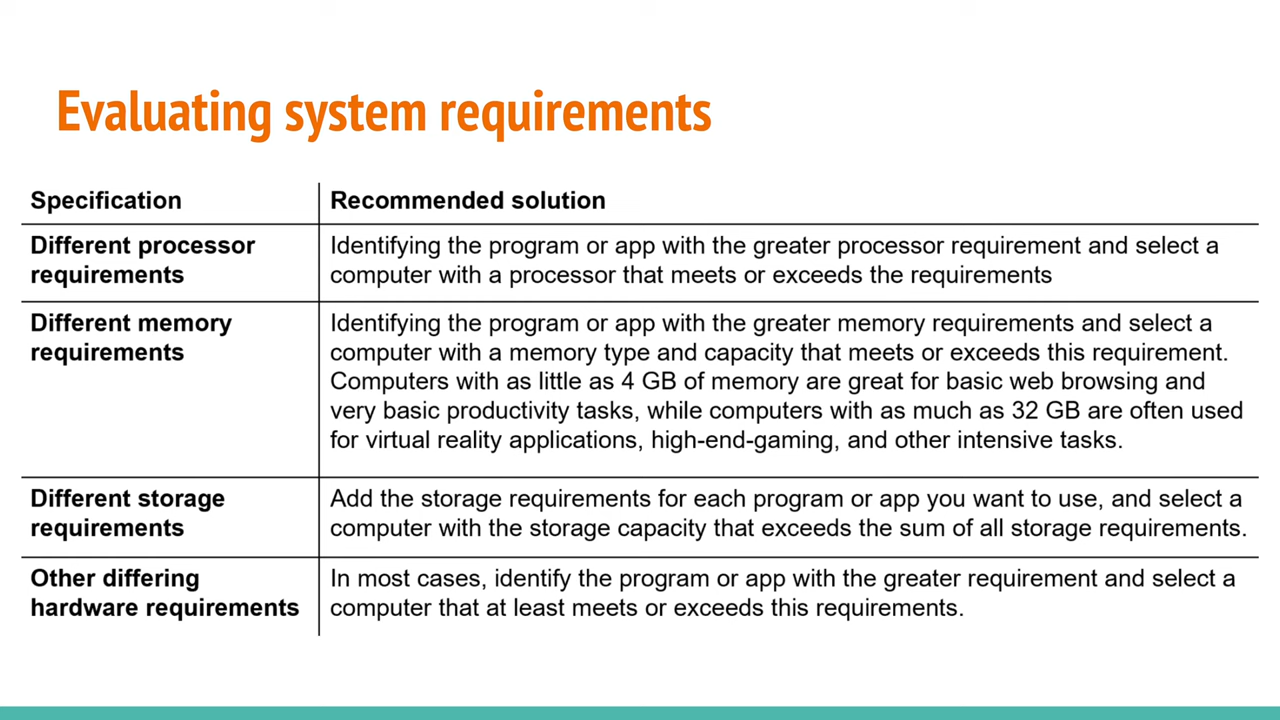 Evaluating system requirements
Specification
Recommended solution
Different processor
requirements
Identifying the program or app with the greater processor requirement and select a
computer with a processor that meets or exceeds the requirements
Different memory
requirements
Identifying the program or app with the greater memory requirements and select a
computer with a memory type and capacity that meets or exceeds this requirement.
Computers with as little as 4 GB of memory are great for basic web browsing and
very basic productivity tasks, while computers with as much as 32 GB are often used
for virtual reality applications, high-end-gaming, and other intensive tasks.
Different storage
requirements
Add the storage requirements for each program or app you want to use, and select a
computer with the storage capacity that exceeds the sum of all storage requirements.
Other differing
hardware requirements
In most cases, identify the program or app with the greater requirement and select a
computer that at least meets or exceeds this requirements.